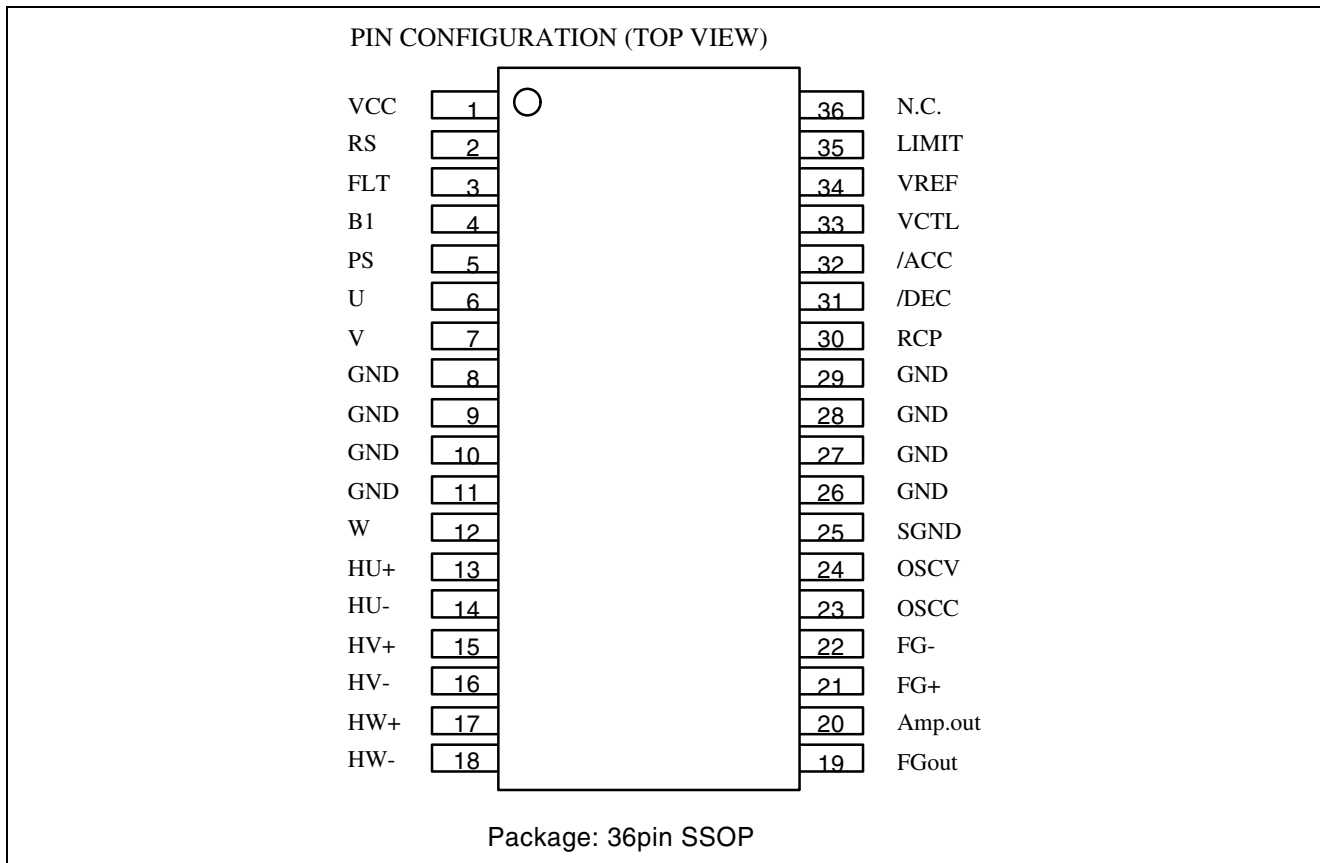 PIN CONFIGURATION (TOP VIEW)
VCC 1 36 N.C.
RS 2 35 LIMIT
FLT 3 34 VREF
B1 4 33 VCTL
PS 5 32 /ACC
U 6 31 /DEC
V 7 30 RCP
GND 8 29 GND
GND 9 28 GND
GND 10 27 GND
GND 11 26 GND
W 12 25 SGND
HU+ 13 24 OSCV
HU- 14 23 OSCC
HV+ 15 22 FG-
HV- 16 21 FG+
HW+ 17 20 Amp.out
HW- 18 19 FGout
Package: 36pin SSOP